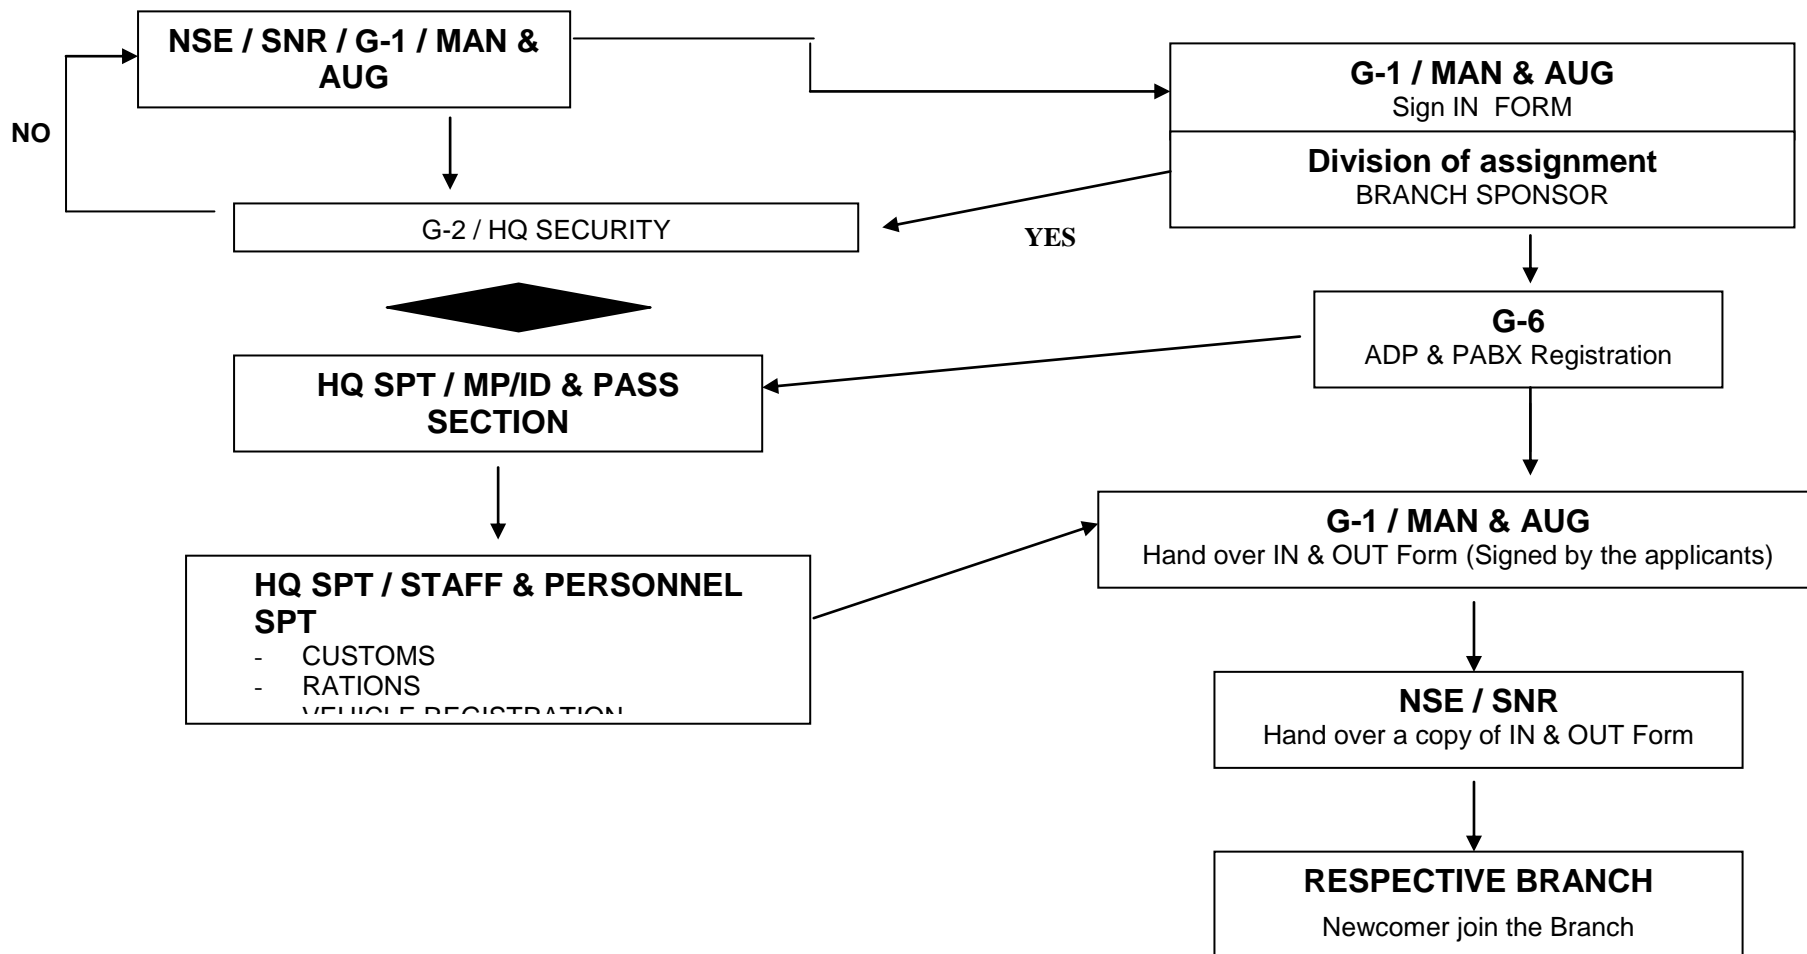 NSE / SNR / G-1 / MAN &
AUG
G-1 / MAN & AUG
Sign IN  FORM
NO
Division of assignment
BRANCH SPONSOR
G-2 / HQ SECURITY
YES
G-6
ADP & PABX Registration
HQ SPT / MP/ID & PASS
SECTION
G-1 / MAN & AUG
Hand over IN & OUT Form (Signed by the applicants)
HQ SPT / STAFF & PERSONNEL
SPT
- CUSTOMS
- RATIONS
VEHICLE REGISTRATION
NSE / SNR
Hand over a copy of IN & OUT Form
RESPECTIVE BRANCH
Newcomer join the Branch